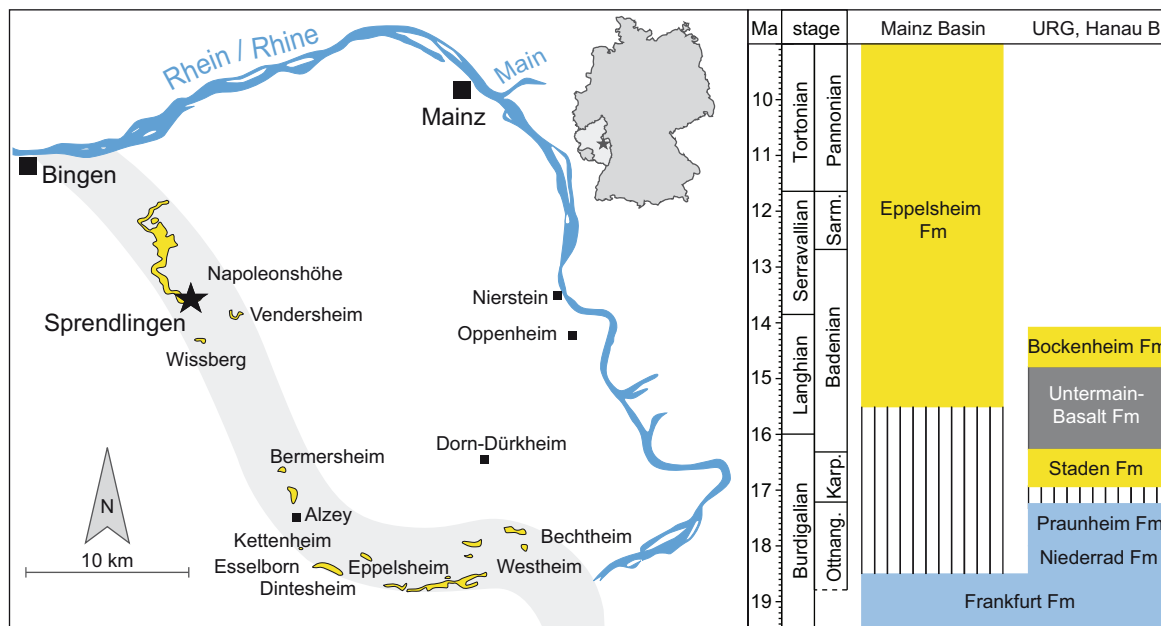 Rhein / Rhine
Main
Mainz
Bingen
Napoleonshöhe
Sprendlingen
Vendersheim
Wissberg
Nierstein
Oppenheim
Dorn-Dürkheim
Bermersheim
Alzey
Kettenheim
Esselborn
Dintesheim
Eppelsheim
Bechtheim
Westheim
N
10 km
Ma
stage
Mainz Basin
URG, Hanau B
10
11
12
13
14
15
16
17
18
19
Tortonian
Serravallian
Langhian
Burdigalian
Pannonian
Sarm.
Badenian
Karp.
Ottnang.
Eppelsheim
Fm
Bockenheim Fm
Untermain-
Basalt Fm
Staden Fm
Praunheim Fm
Niederrad Fm
Frankfurt Fm